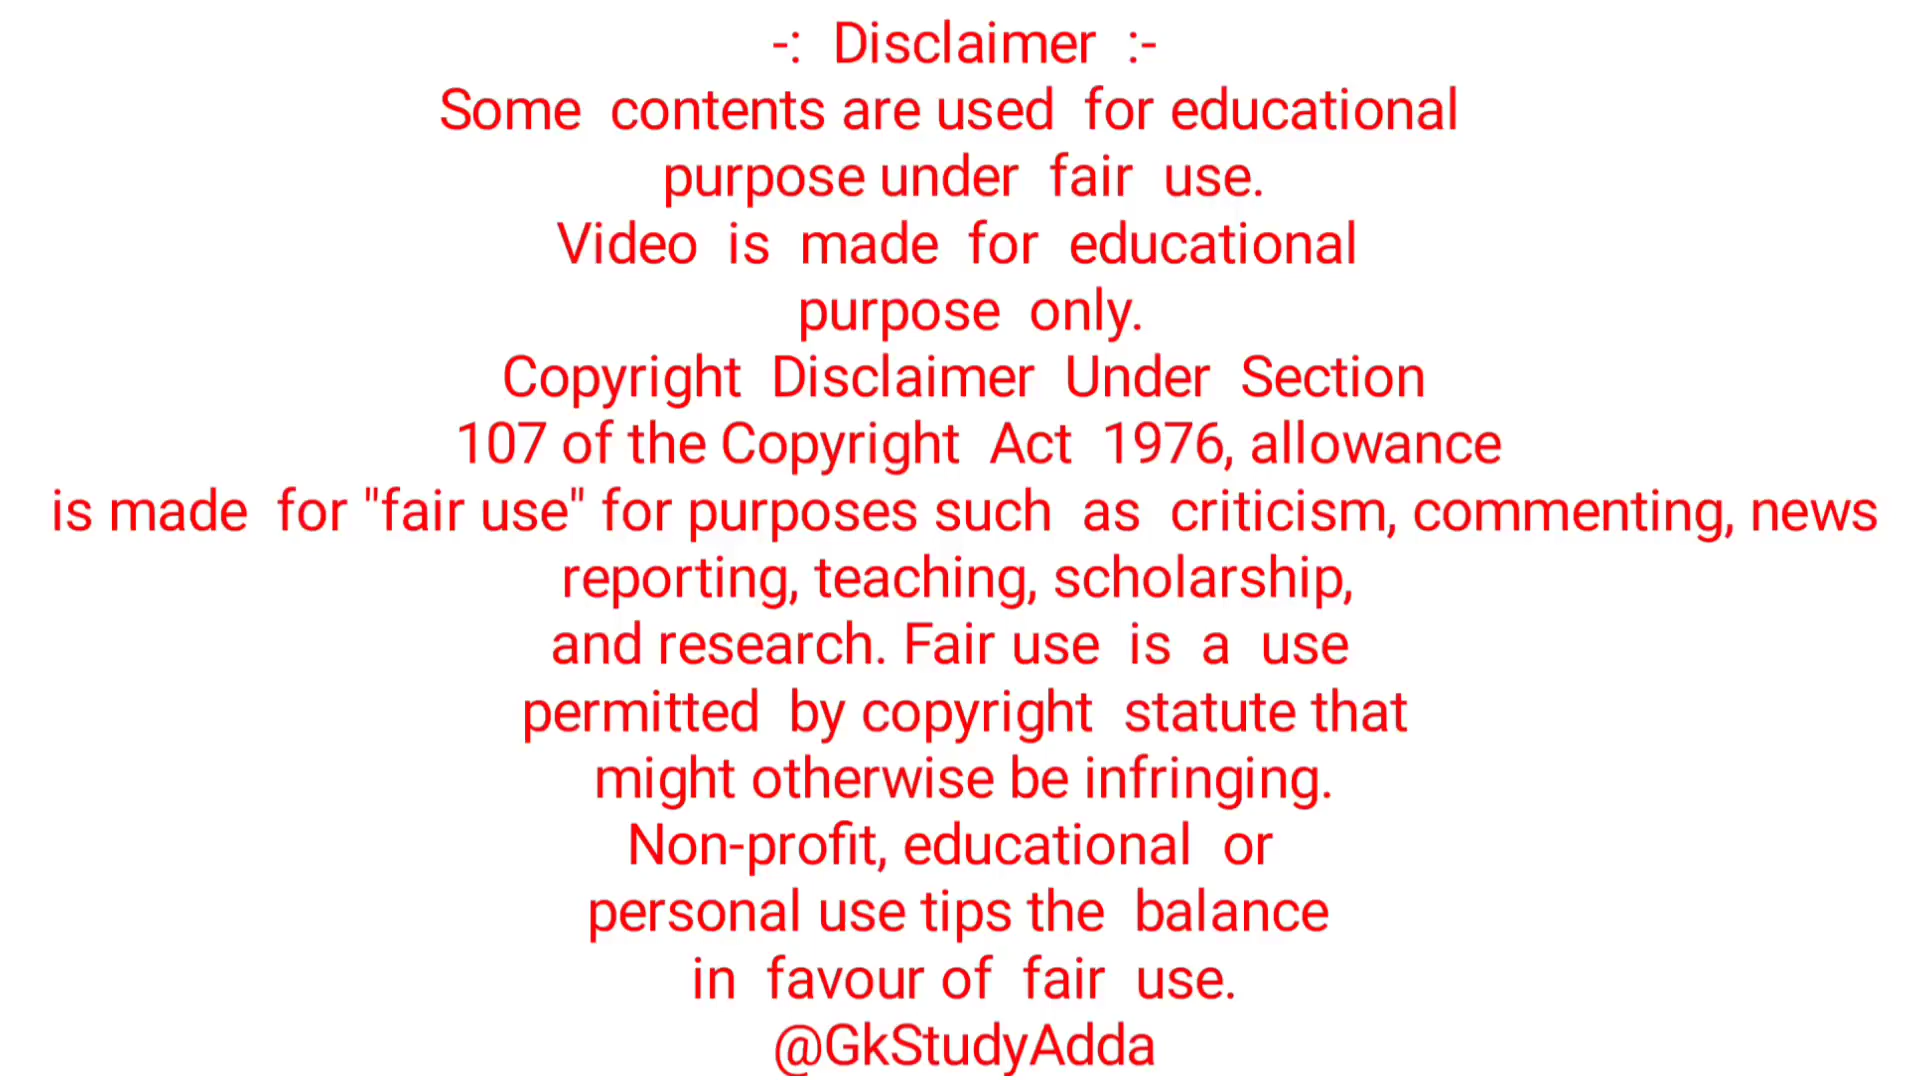 -: Disclaimer :-
Some contents are used for educational
purpose under fair use.
Video is made for educational
purpose only.
Copyright Disclaimer Under Section
107 of the Copyright Act 1976, allowance
is made for "fair use" for purposes such as criticism, commenting, news
reporting, teaching, scholarship,
and research. Fair use is a use
permitted by copyright statute that
might otherwise be infringing.
Non-profit, educational or
personal use tips the balance
in favour of fair use.
@GkStudyAdda